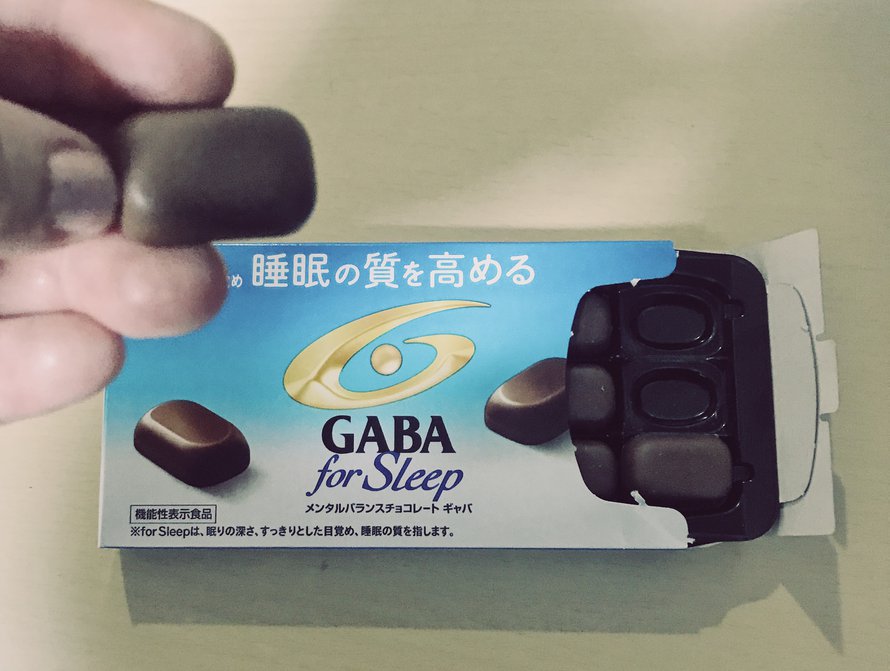 め 睡眠の質を高める
GABA
for Sleep
メンタルバランスチョコレート ギャバ
機能性表示食品
※for Sleepは、眠りの深さ、すっきりとした目覚め、睡眠の質を指します。